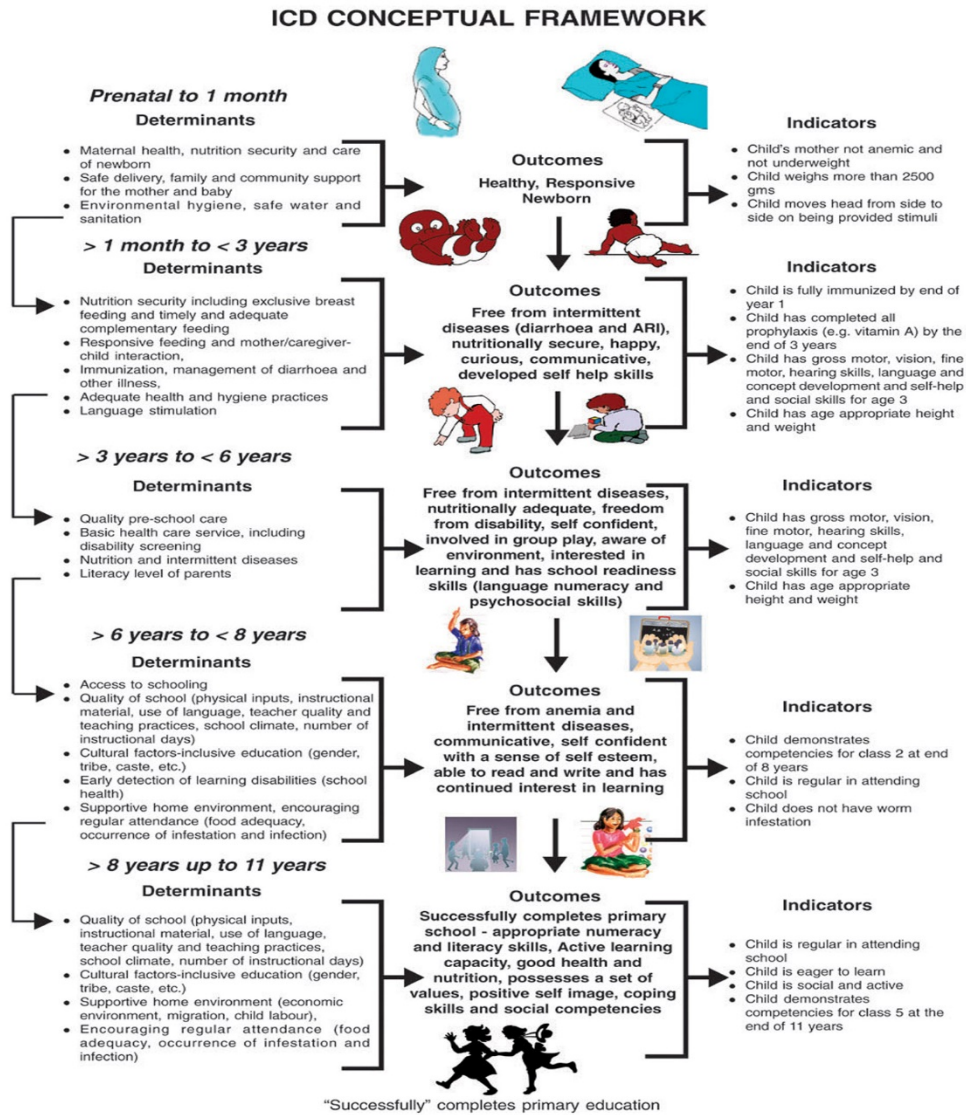 ICD CONCEPTUAL FRAMEWORK
Prenatal to 1 month
Determinants
• Maternal health, nutrition security and care
of newborn
• Safe delivery, family and community support
for the mother and baby
• Environmental hygiene, safe water and
sanitation
Outcomes
Healthy, Responsive
Newborn
Indicators
• Child's mother not anemic and
not underweight
• Child weighs more than 2500
gms
• Child moves head from side to
side on being provided stimuli
> 1 month to < 3 years
Determinants
• Nutrition security including exclusive breast
feeding and timely and adequate
complementary feeding
• Responsive feeding and mother/caregiver-
child interaction,
• Immunization, management of diarrhoea and
other illness,
• Adequate health and hygiene practices
• Language stimulation
Outcomes
Free from intermittent
diseases (diarrhoea and ARI),
nutritionally secure, happy,
curious, communicative,
developed self help skills
Indicators
• Child is fully immunized by end of
year 1
• Child has completed all
prophylaxis (e.g. vitamin A) by the
end of 3 years
• Child has gross motor, vision, fine
motor, hearing skills, language and
concept development and self-help
and social skills for age 3
• Child has age appropriate height
and weight
> 3 years to < 6 years
Determinants
• Quality pre-school care
• Basic health care service, including
disability screening
• Nutrition and intermittent diseases
• Literacy level of parents
Outcomes
Free from intermittent diseases,
nutritionally adequate, freedom
from disability, self confident,
involved in group play, aware of
environment, interested in
learning and has school readiness
skills (language numeracy and
psychosocial skills)
Indicators
• Child has gross motor, vision,
fine motor, hearing skills,
language and concept
development and self-help and
social skills for age 3
• Child has age appropriate
height and weight
> 6 years to < 8 years
Determinants
• Access to schooling
• Quality of school (physical inputs, instructional
material, use of language, teacher quality and
teaching practices, school climate, number of
instructional days)
• Cultural factors-inclusive education (gender,
tribe, caste, etc.)
• Early detection of learning disabilities (school
health)
• Supportive home environment, encouraging
regular attendance (food adequacy,
occurrence of infestation and infection)
Outcomes
Free from anemia and
intermittent diseases,
communicative, self confident
with a sense of self esteem,
able to read and write and has
continued interest in learning
Indicators
• Child demonstrates
competencies for class 2 at end
of 8 years
• Child is regular in attending
school
• Child does not have worm
infestation
> 8 years up to 11 years
Determinants
• Quality of school (physical inputs,
instructional material, use of language,
teacher quality and teaching practices,
school climate, number of instructional days)
• Cultural factors-inclusive education (gender,
tribe, caste, etc.)
• Supportive home environment (economic
environment, migration, child labour),
• Encouraging regular attendance (food
adequacy, occurrence of infestation and
infection)
Outcomes
Successfully completes primary
school - appropriate numeracy
and literacy skills, Active learning
capacity, good health and
nutrition, possesses a set of
values, positive self image, coping
skills and social competencies
Indicators
• Child is regular in attending
school
• Child is eager to learn
• Child is social and active
• Child demonstrates
competencies for class 5 at the
end of 11 years
"Successfully" completes primary education